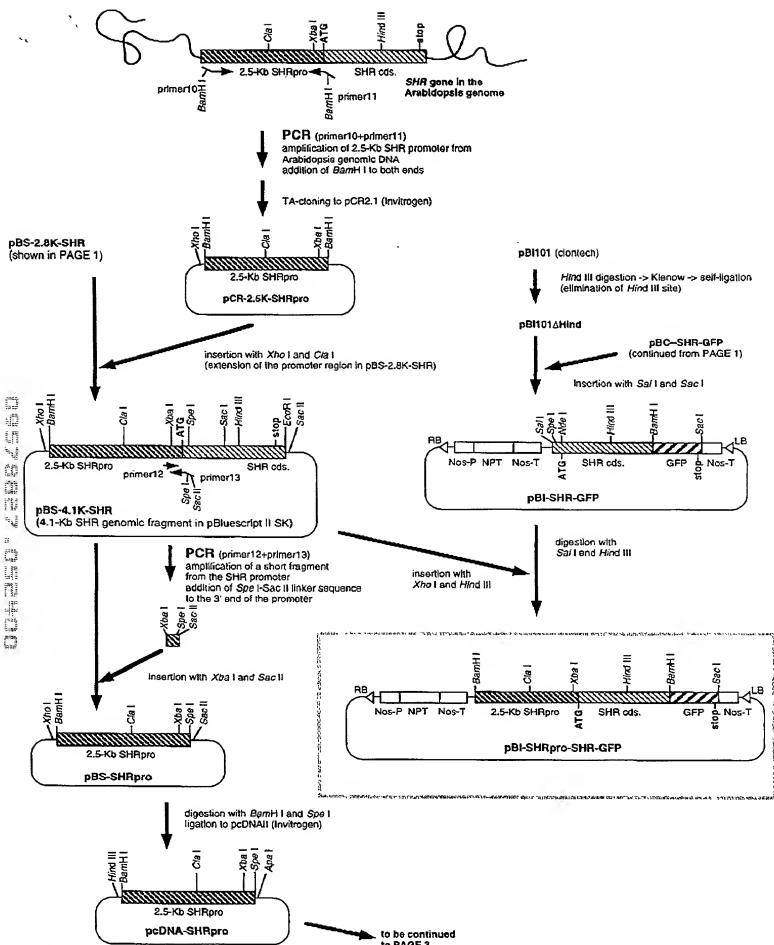 Cla I
Xba I
ATG
Hind III
stop
2.5-Kb SHRpro
SHR cds.
SHR gene in the
Arabidopsis genome
primer10
BamH I
BamH I
primer11
PCR (primer10+primer11)
amplification of 2.5-Kb SHR promoter from
Arabidopsis genomic DNA
addition of BamH I to both ends
TA-cloning to pCR2.1 (Invitrogen)
pBS-2.8K-SHR
(shown in PAGE 1)
Xho I
BamH I
Cla I
Xba I
BamH I
2.5-Kb SHRpro
pCR-2.5K-SHRpro
pBI101 (clontech)
Hind III digestion -> Klenow -> self-ligation
(elimination of Hind III site)
pBI101ΔHind
pBC--SHR-GFP
(continued from PAGE 1)
insertion with Xho I and Cla I
(extension of the promoter region in pBS-2.8K-SHR)
Insertion with Sal I and Sac I
Xho I
BamH I
Cla I
Xba I
ATG
Spe I
Sac I
Hind III
stop
EcoR I
Sac II
2.5-Kb SHRpro
SHR cds.
primer12
primer13
Spe I
Sac II
pBS-4.1K-SHR
(4.1-Kb SHR genomic fragment in pBluescript II SK)
RB
Sal I
Spe I
Nde I
Hind III
BamH I
Sac I
LB
Nos-P
NPT
Nos-T
ATG
SHR cds.
GFP
stop
Nos-T
pBI-SHR-GFP
PCR (primer12+primer13)
amplification of a short fragment
from the SHR promoter
addition of Spe I-Sac II linker sequence
to the 3' end of the promoter
digestion with
Sal I and Hind III
insertion with
Xho I and Hind III
Xba I
Spe I
Sac II
insertion with Xba I and Sac II
RB
BamH I
Cla I
Xba I
Hind III
BamH I
Sac I
LB
Nos-P
NPT
Nos-T
2.5-Kb SHRpro
ATG
SHR cds.
GFP
stop
Nos-T
pBI-SHRpro-SHR-GFP
Xho I
BamH I
Cla I
Xba I
Spe I
Sac II
2.5-Kb SHRpro
pBS-SHRpro
digestion with BamH I and Spe I
ligation to pcDNAII (Invitrogen)
Hind III
BamH I
Cla I
Xba I
Spe I
Apa I
2.5-Kb SHRpro
pcDNA-SHRpro
to be continued
to PAGE 3